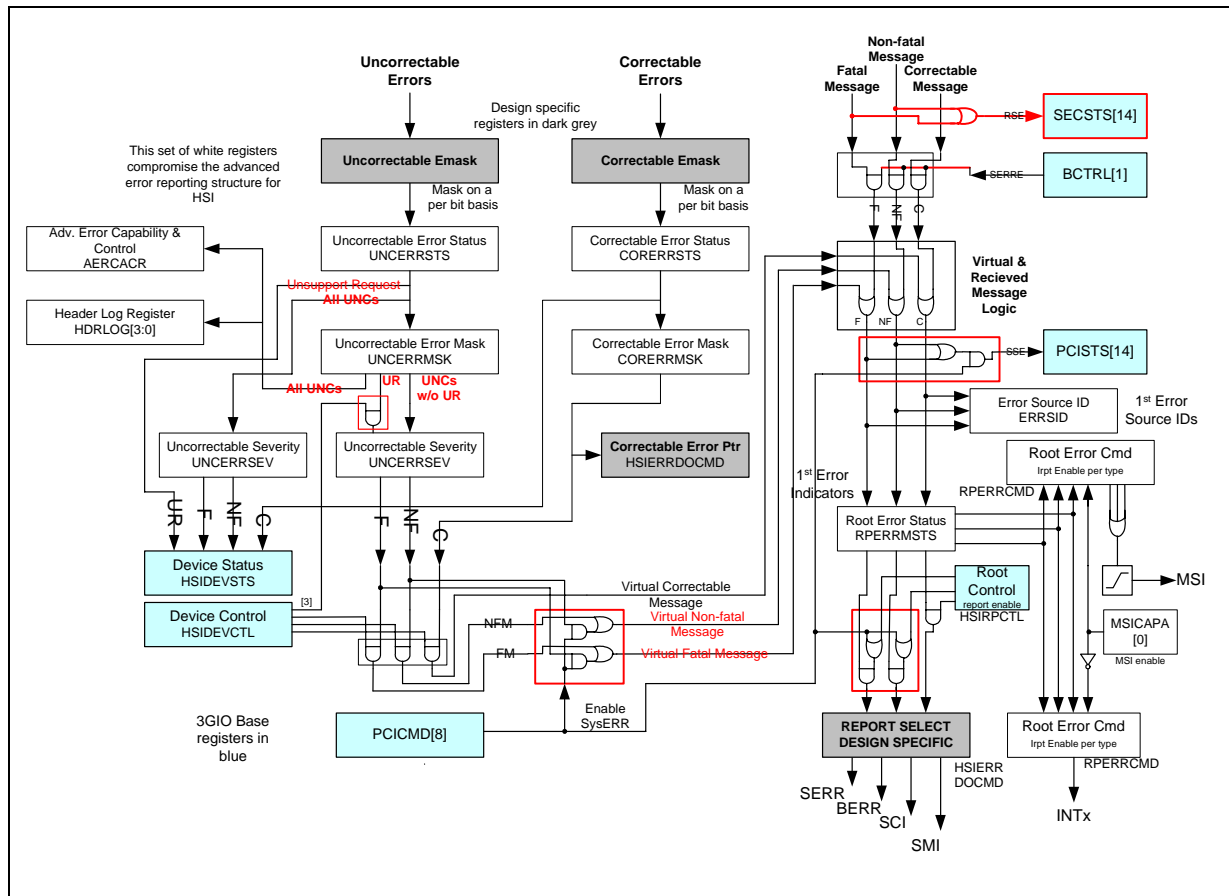 Uncorrectable
Errors
Correctable
Errors
Non-fatal
Message
Fatal
Message
Correctable
Message
Design specific
registers in dark grey
RSE
SECSTS[14]
This set of white registers
compromise the advanced
error reporting structure for
HSI
Uncorrectable Emask
Correctable Emask
SERRE
BCTRL[1]
Mask on a
per bit basis
Mask on a
per bit basis
F
NF
C
Adv. Error Capability &
Control
AERCACR
Uncorrectable Error Status
UNCERRSTS
Correctable Error Status
CORERRSTS
Virtual &
Recieved
Message
Logic
Unsupport Request
All UNCs
Header Log Register
HDRLOG[3:0]
F
NF
C
Uncorrectable Error Mask
UNCERRMSK
Correctable Error Mask
CORERRMSK
SSE
PCISTS[14]
All UNCs
UR
UNCs
w/o UR
Error Source ID
ERRSID
1st Error
Source IDs
Uncorrectable Severity
UNCERRSEV
Uncorrectable Severity
UNCERRSEV
Correctable Error Ptr
HSIERRDOCMD
Root Error Cmd
Irpt Enable per type
1st Error
Indicators
RPERRCMD
UR
F
NF
C
F
NF
C
Root Error Status
RPERRMSTS
Device Status
HSIDEVSTS
MSI
Root
Control
report enable
HSIRPCTL
Virtual Correctable
Message
[3]
Device Control
HSIDEVCTL
NFM
Virtual Non-fatal
Message
MSICAPA
[0]
MSI enable
FM
Virtual Fatal Message
3GIO Base
registers in
blue
PCICMD[8]
Enable
SysERR
REPORT SELECT
DESIGN SPECIFIC
Root Error Cmd
Irpt Enable per type
HSIERR
DOCMD
RPERRCMD
SERR
BERR
SCI
SMI
INTx